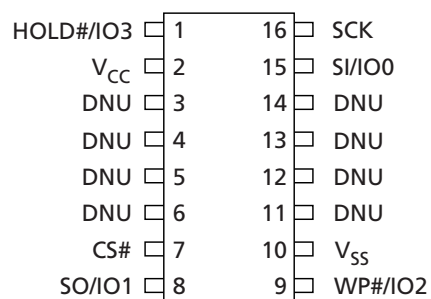 HOLD#/IO3 1 16 SCK
VCC 2 15 SI/IO0
DNU 3 14 DNU
DNU 4 13 DNU
DNU 5 12 DNU
DNU 6 11 DNU
CS# 7 10 VSS
SO/IO1 8 9 WP#/IO2